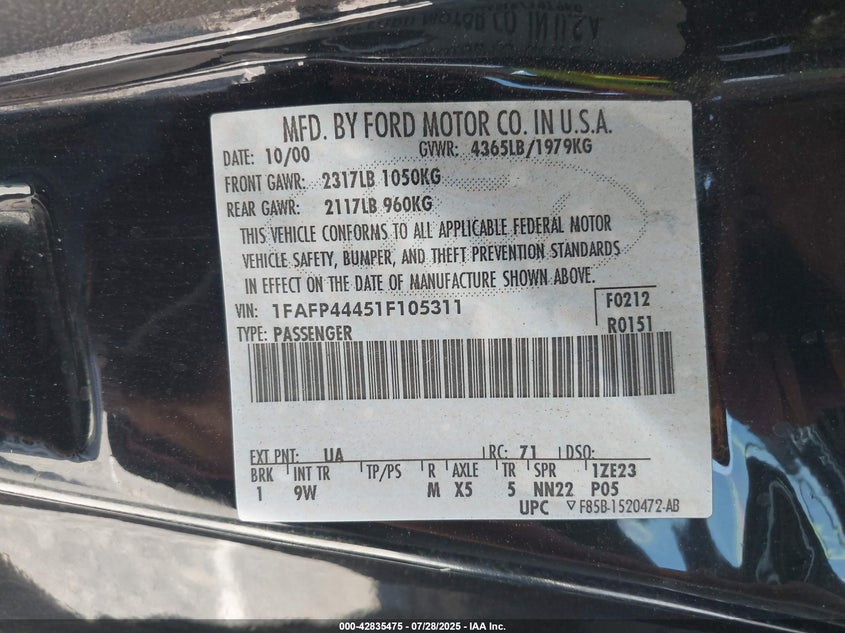 MFD. BY FORD MOTOR CO. IN U.S.A.
DATE: 10/00 GVWR: 4365LB/1979KG
FRONT GAWR: 2317LB 1050KG
REAR GAWR: 2117LB 960KG
THIS VEHICLE CONFORMS TO ALL APPLICABLE FEDERAL MOTOR
VEHICLE SAFETY, BUMPER, AND THEFT PREVENTION STANDARDS
IN EFFECT ON THE DATE OF MANUFACTURE SHOWN ABOVE.
VIN: 1FAFP44451F105311 F0212
TYPE: PASSENGER R0151
EXT PNT: UA RC: 71 DSO:
BRK INT TR TP/PS R AXLE TR SPR 1ZE23
1 9W M X5 5 NN22 P05
UPC F85B-1520472-AB
000-42835475 07/28/2025 - IAA Inc.